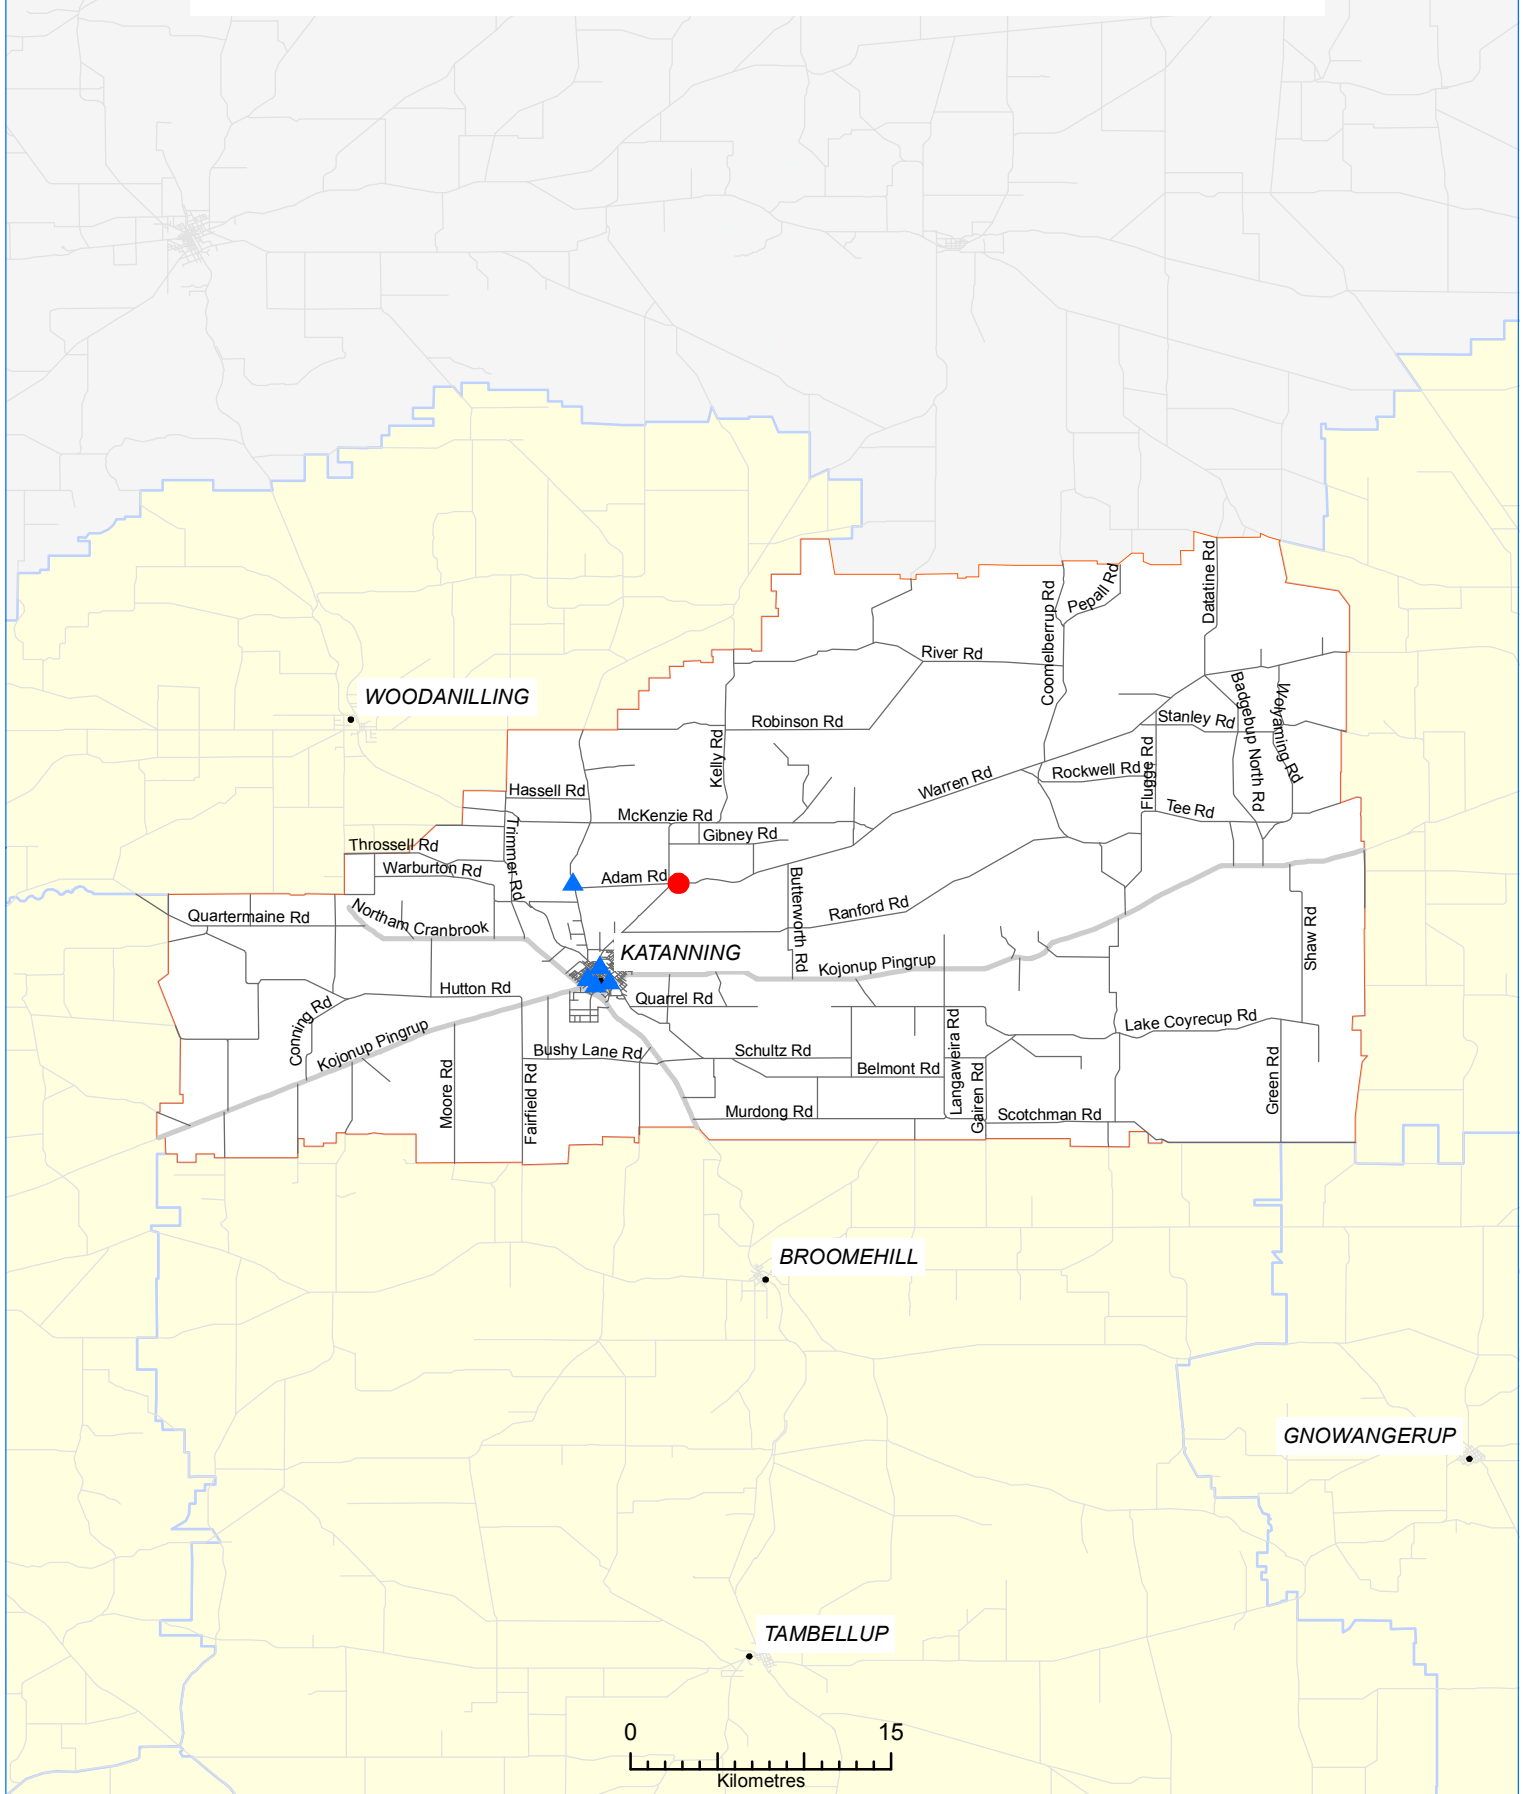 Datatine Rd
Pepall Rd
Coomelberrup Rd
River Rd
WOODANILLING
Badgebup North Rd
Wolyaming Rd
Stanley Rd
Robinson Rd
Kelly Rd
Flugge Rd
Rockwell Rd
Warren Rd
Hassell Rd
Tee Rd
McKenzie Rd
Gibney Rd
Trimmer Rd
Throssell Rd
Warburton Rd
Adam Rd
Butterworth Rd
Ranford Rd
Quartermaine Rd
Northam Cranbrook
Shaw Rd
KATANNING
Kojonup Pingrup
Hutton Rd
Quarrel Rd
Conning Rd
Kojonup Pingrup
Langaweira Rd
Lake Coyrecup Rd
Bushy Lane Rd
Schultz Rd
Belmont Rd
Moore Rd
Fairfield Rd
Gairen Rd
Green Rd
Murdong Rd
Scotchman Rd
BROOMEHILL
GNOWANGERUP
TAMBELLUP
0 15
Kilometres